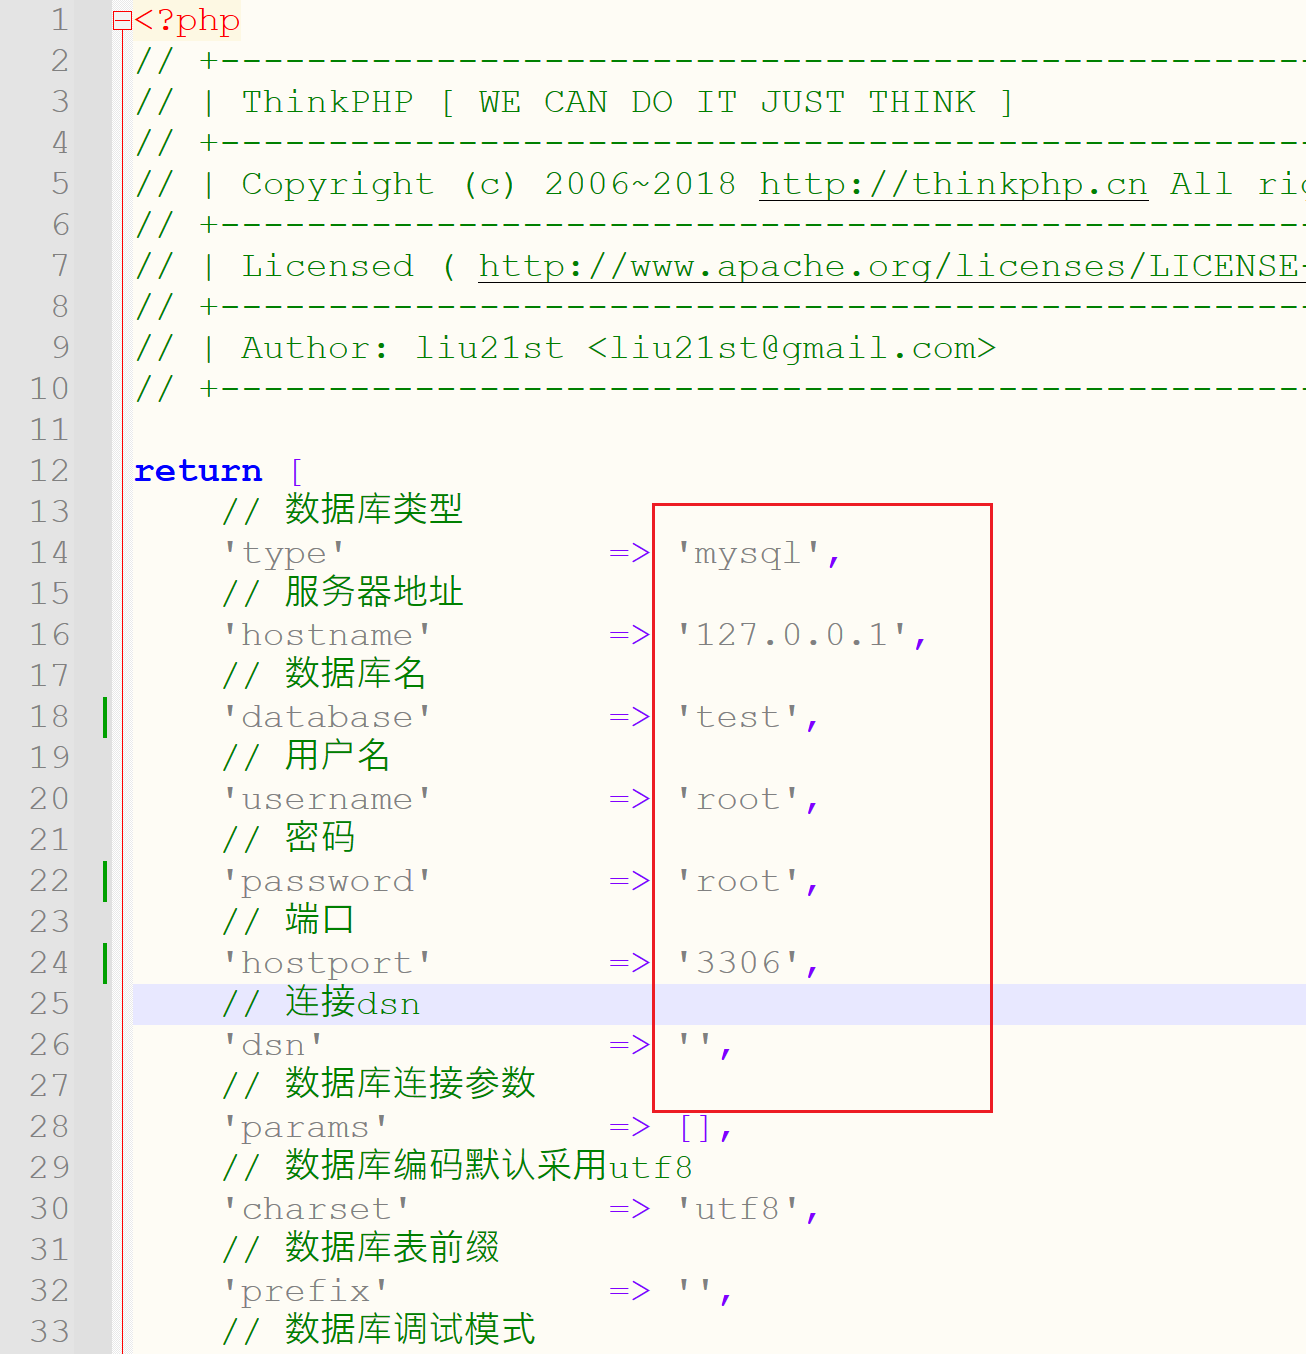 1 <?php
2 // +---------------------------------------------------
3 // | ThinkPHP [ WE CAN DO IT JUST THINK ]
4 // +---------------------------------------------------
5 // | Copyright (c) 2006~2018 http://thinkphp.cn All
6 // +---------------------------------------------------
7 // | Licensed ( http://www.apache.org/licenses/LICENSE-
8 // +---------------------------------------------------
9 // | Author: liu21st <liu21st@gmail.com>
10 // +---------------------------------------------------
11
12 return [
13 // 数据库类型
14 'type' => 'mysql',
15 // 服务器地址
16 'hostname' => '127.0.0.1',
17 // 数据库名
18 'database' => 'test',
19 // 用户名
20 'username' => 'root',
21 // 密码
22 'password' => 'root',
23 // 端口
24 'hostport' => '3306',
25 // 连接dsn
26 'dsn' => '',
27 // 数据库连接参数
28 'params' => [],
29 // 数据库编码默认采用utf8
30 'charset' => 'utf8',
31 // 数据库表前缀
32 'prefix' => '',
33 // 数据库调试模式